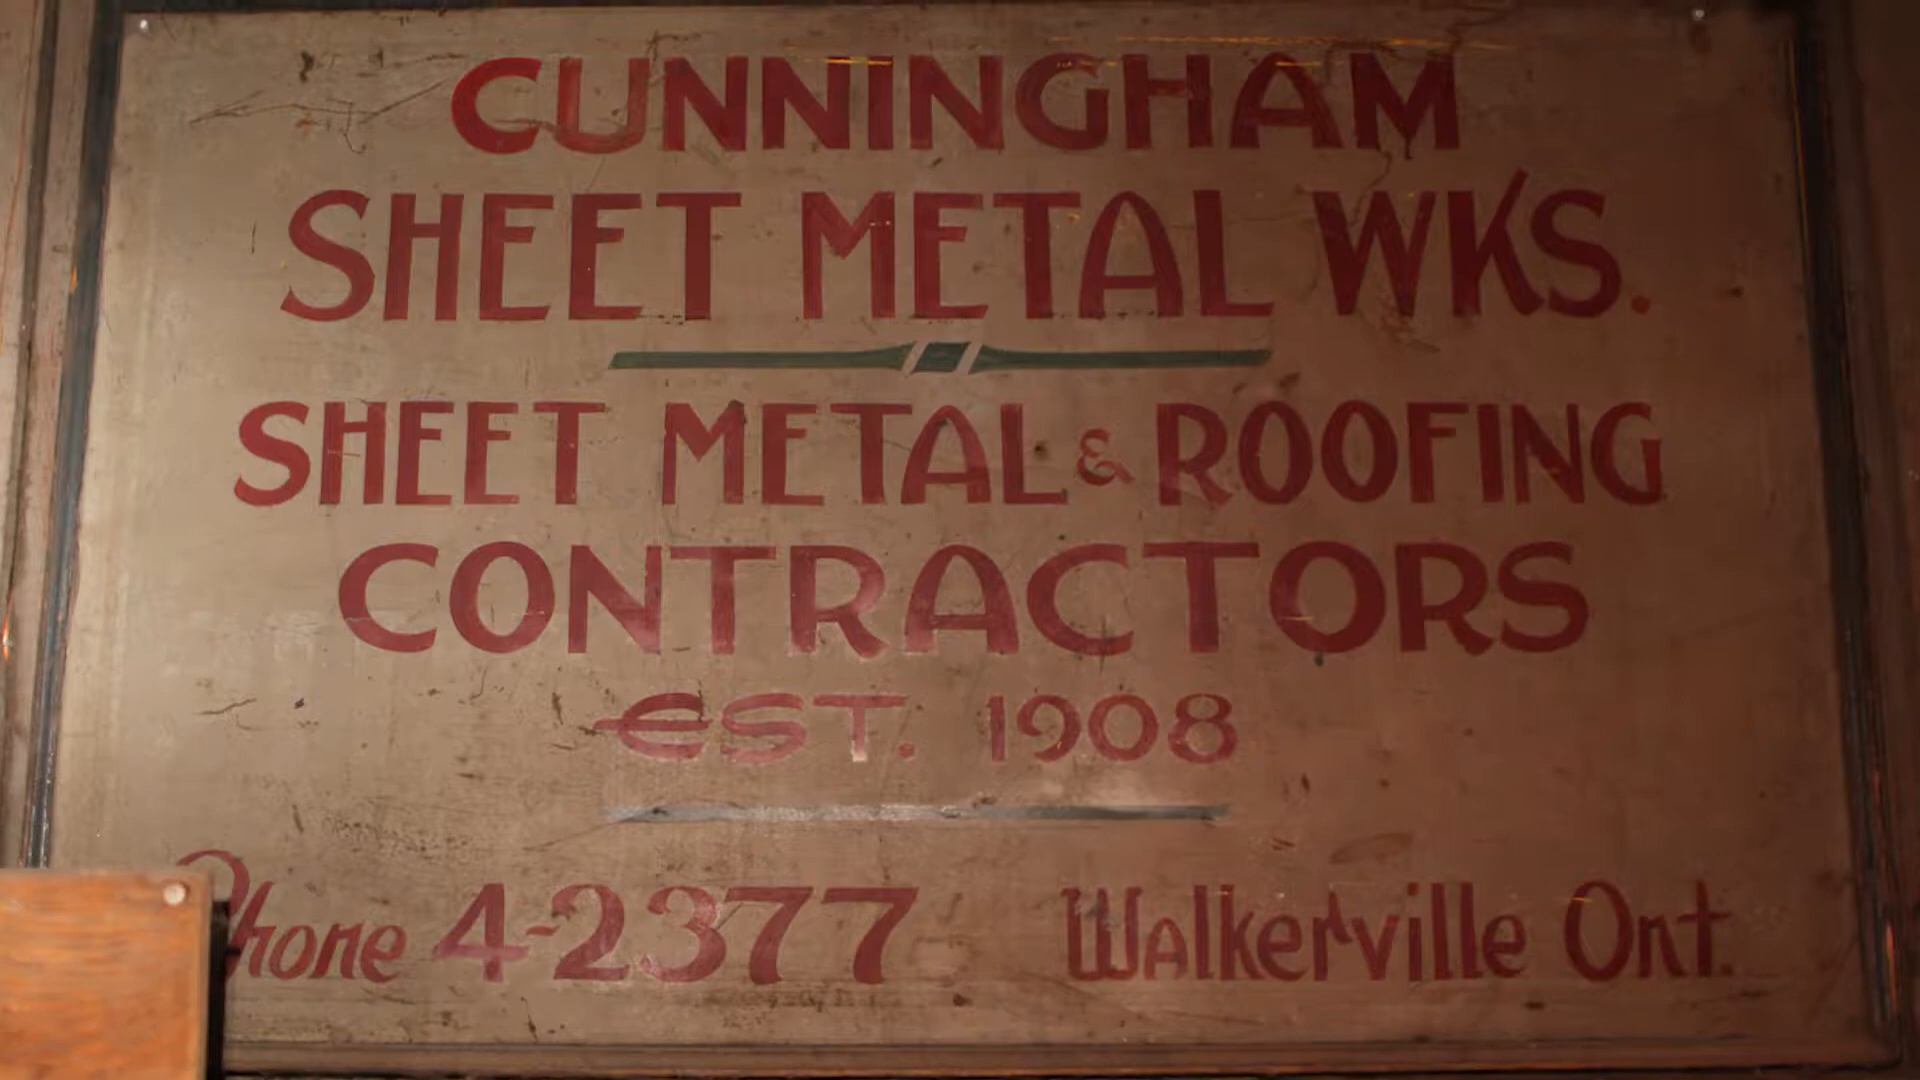 CUNNINGHAM
SHEET METAL WKS.
SHEET METAL & ROOFING
CONTRACTORS
EST. 1908
Phone 4-2377 Walkerville Ont.